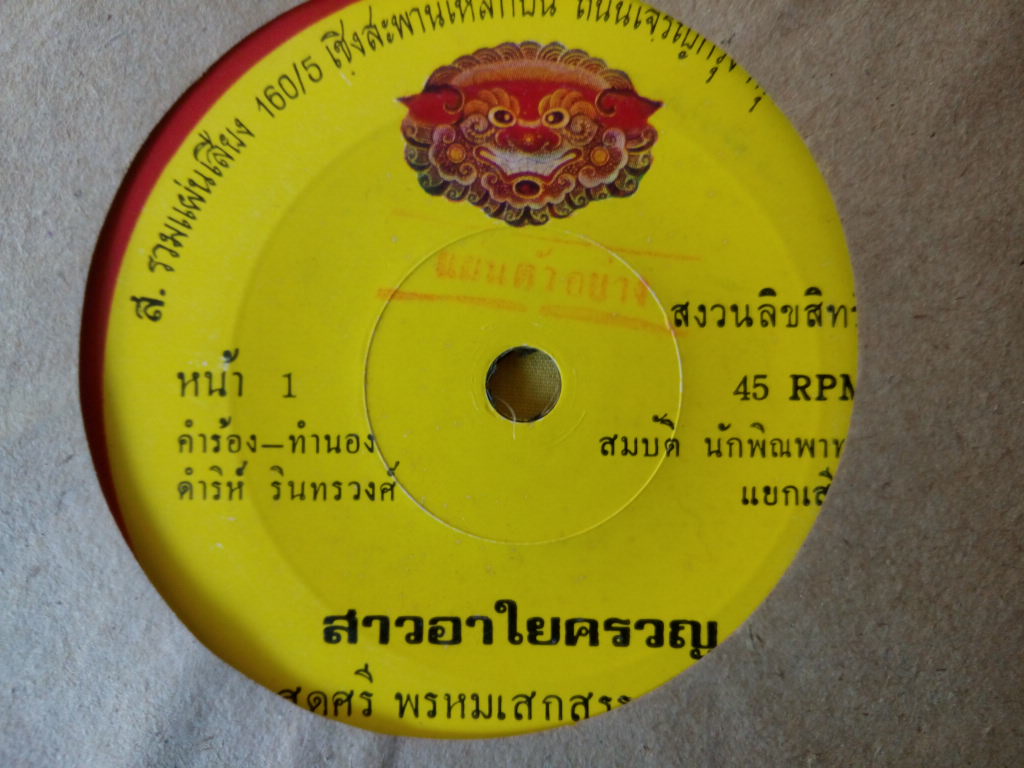 ส. รวมแผ่นเสียง 160/5 เชิงสะพานเหล็กบน ถนนเจริญกรุง
แผ่นตัวอย่าง
สงวนลิขสิทธิ์
หน้า 1
45 RPM
คำร้อง–ทำนอง
สมบัติ นักพิณพาท
ดำริห์ รินทรวงศ์
แยกเสี
สาวอาใยครวญ
สุดศรี พรหมเสกสรร